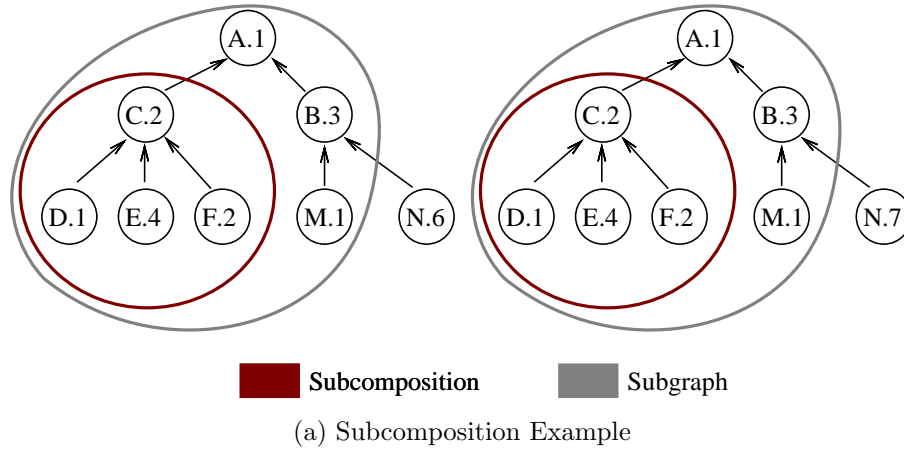 A.1 A.1
C.2 B.3 C.2 B.3
D.1 E.4 F.2 M.1 N.6 D.1 E.4 F.2 M.1 N.7
Subcomposition Subgraph
(a) Subcomposition Example